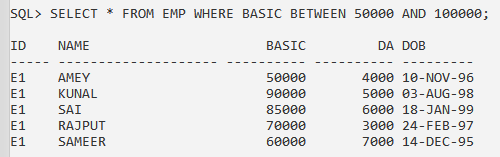 SQL> SELECT * FROM EMP WHERE BASIC BETWEEN 50000 AND 100000;
ID    NAME                      BASIC         DA DOB
----- -------------------- ---------- ---------- ---------
E1    AMEY                      50000       4000 10-NOV-96
E1    KUNAL                     90000       5000 03-AUG-98
E1    SAI                       85000       6000 18-JAN-99
E1    RAJPUT                    70000       3000 24-FEB-97
E1    SAMEER                    60000       7000 14-DEC-95